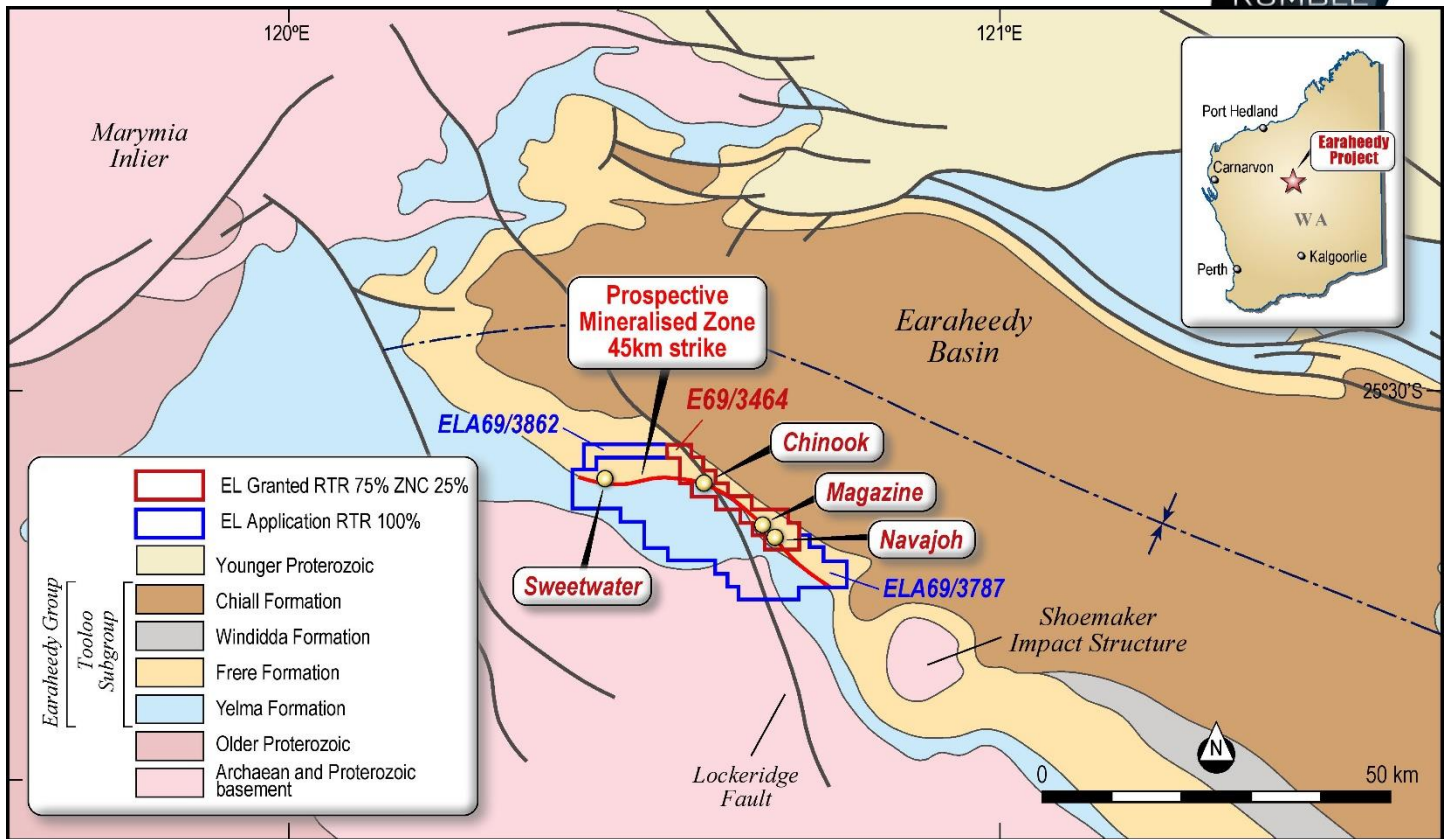 RUMBLE
120ºE
121ºE
Marymia
Inlier
Port Hedland
Carnarvon
Earaheedy
Project
WA
Perth
Kalgoorlie
Prospective
Mineralised Zone
45km strike
Earaheedy
Basin
25º30'S
ELA69/3862
E69/3464
Chinook
Magazine
Navajoh
Sweetwater
ELA69/3787
Shoemaker
Impact Structure
Lockeridge
Fault
EL Granted RTR 75% ZNC 25%
EL Application RTR 100%
Younger Proterozoic
Earaheedy Group
Tooloo
Subgroup
Chiall Formation
Windidda Formation
Frere Formation
Yelma Formation
Older Proterozoic
Archaean and Proterozoic
basement
N
0
50 km